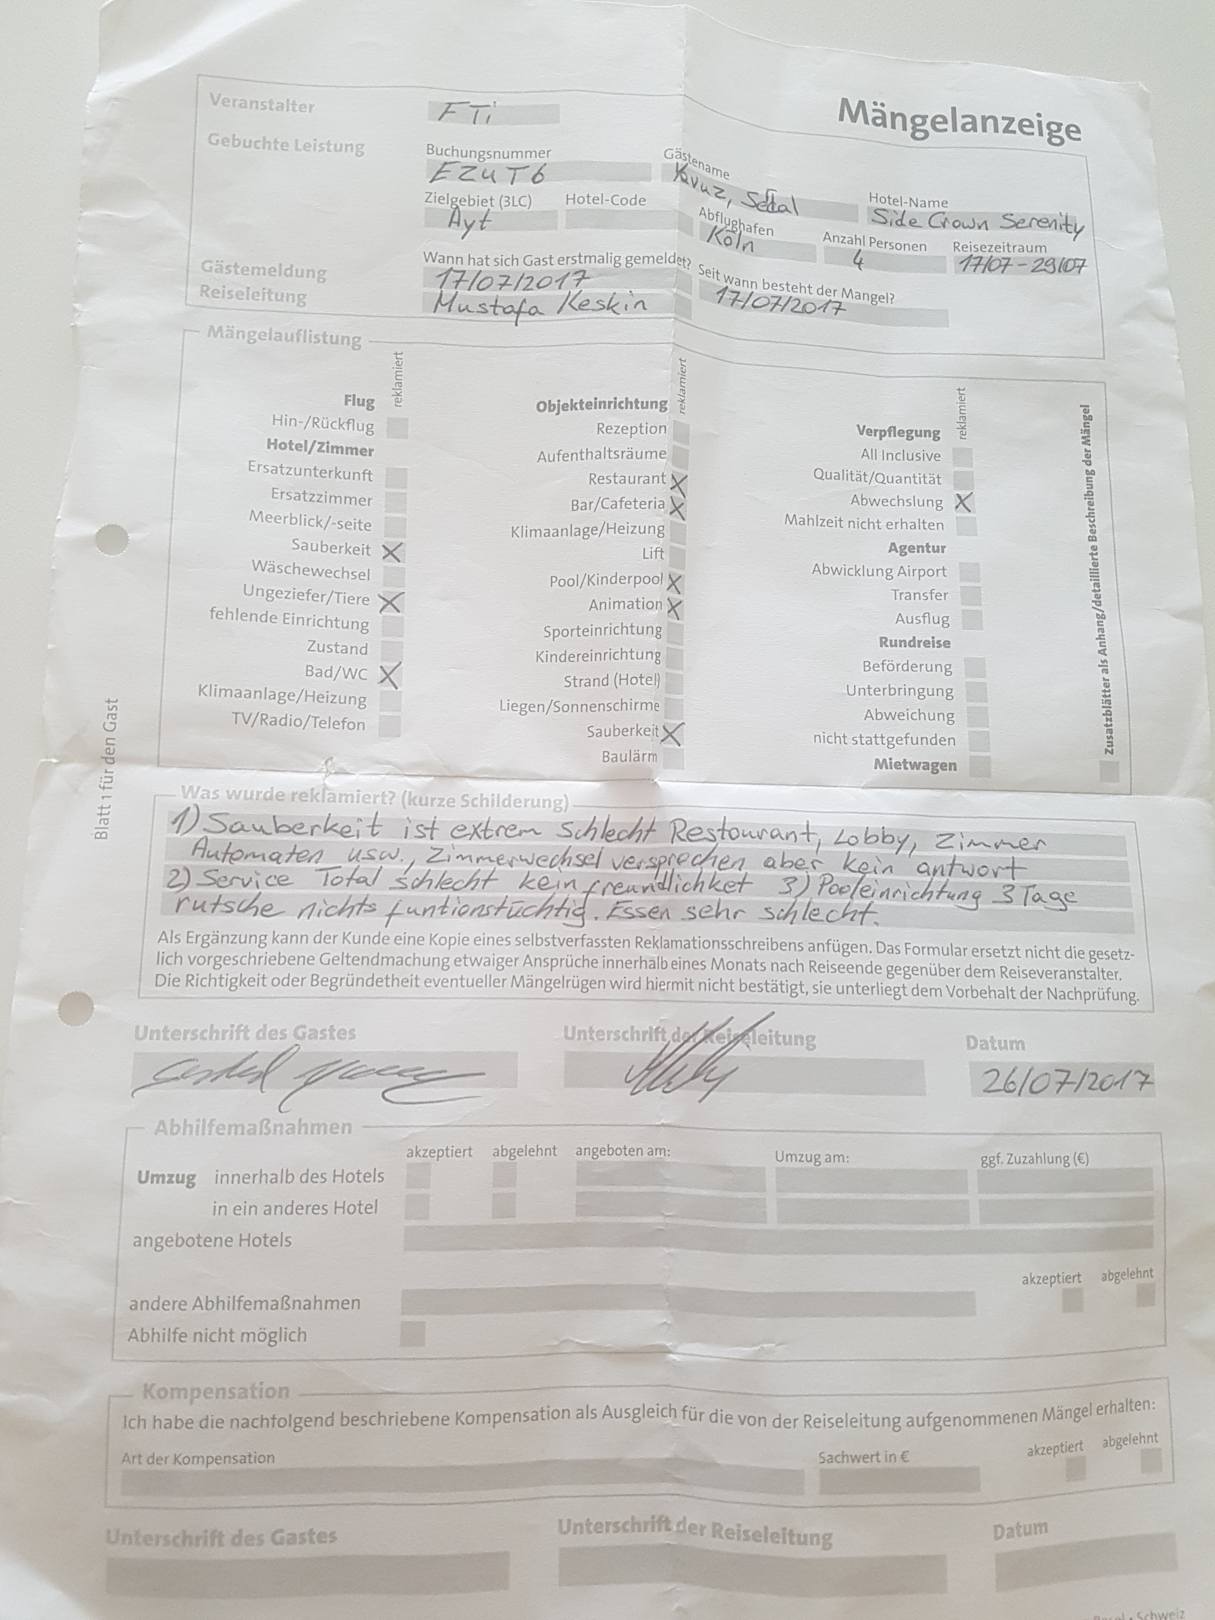 Mängelanzeige
Veranstalter FTi
Gebuchte Leistung
Buchungsnummer Gästename
EZUT6 Yavuz, Sedal
Zielgebiet (3LC) Hotel-Code Abflughafen Hotel-Name
Ayt Köln Side Crown Serenity
Anzahl Personen Reisezeitraum
4 17/07-29/07
Gästemeldung Wann hat sich Gast erstmalig gemeldet? Seit wann besteht der Mangel?
17/07/2017 17/07/2017
Reiseleitung Mustafa Keskin
Mängelauflistung
reklamiert
Flug
Hin-/Rückflug
Hotel/Zimmer
Ersatzunterkunft
Ersatzzimmer
Meerblick/-seite
Sauberkeit X
Wäschewechsel
Ungeziefer/Tiere X
fehlende Einrichtung
Zustand
Bad/WC X
Klimaanlage/Heizung
TV/Radio/Telefon
reklamiert
Objekteinrichtung
Rezeption
Aufenthaltsräume
Restaurant X
Bar/Cafeteria X
Klimaanlage/Heizung
Lift
Pool/Kinderpool X
Animation X
Sporteinrichtung
Kindereinrichtung
Strand (Hotel)
Liegen/Sonnenschirme
Sauberkeit X
Baulärm
reklamiert
Verpflegung
All Inclusive
Qualität/Quantität
Abwechslung X
Mahlzeit nicht erhalten
Agentur
Abwicklung Airport
Transfer
Ausflug
Rundreise
Beförderung
Unterbringung
Abweichung
nicht stattgefunden
Mietwagen
Zusatzblätter als Anhang/detaillierte Beschreibung der Mängel
Blatt 1 für den Gast
Was wurde reklamiert? (kurze Schilderung)
1) Sauberkeit ist extrem schlecht Restourant, Lobby, Zimmer
Automaten usw., Zimmerwechsel versprechen aber kein antwort
2) Service Total schlecht kein freundlichket 3) Pooleinrichtung 3 Tage
rutsche nichts funtionstüchtig. Essen sehr schlecht.
Als Ergänzung kann der Kunde eine Kopie eines selbstverfassten Reklamationsschreibens anfügen. Das Formular ersetzt nicht die gesetz-
lich vorgeschriebene Geltendmachung etwaiger Ansprüche innerhalb eines Monats nach Reiseende gegenüber dem Reiseveranstalter.
Die Richtigkeit oder Begründetheit eventueller Mängelrügen wird hiermit nicht bestätigt, sie unterliegt dem Vorbehalt der Nachprüfung.
Unterschrift des Gastes Unterschrift der Reiseleitung Datum
26/07/2017
Abhilfemaßnahmen
akzeptiert abgelehnt angeboten am: Umzug am: ggf. Zuzahlung (€)
Umzug innerhalb des Hotels
in ein anderes Hotel
angebotene Hotels
akzeptiert abgelehnt
andere Abhilfemaßnahmen
Abhilfe nicht möglich
Kompensation
Ich habe die nachfolgend beschriebene Kompensation als Ausgleich für die von der Reiseleitung aufgenommenen Mängel erhalten:
Art der Kompensation Sachwert in € akzeptiert abgelehnt
Unterschrift des Gastes Unterschrift der Reiseleitung Datum
Schweiz